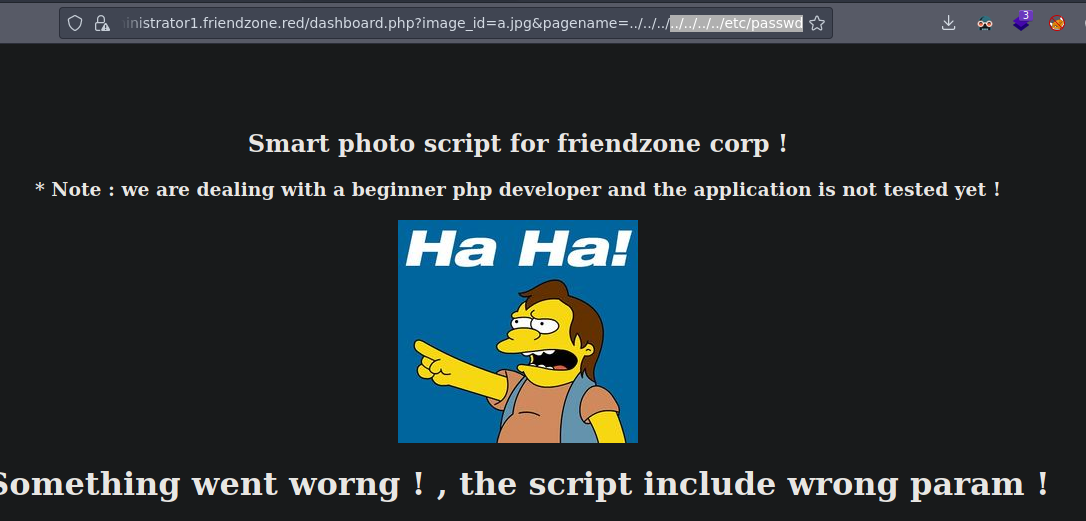 inistrator1.friendzone.red/dashboard.php?image_id=a.jpg&pagename=../../../../../../../etc/passwd
3
Smart photo script for friendzone corp !
* Note : we are dealing with a beginner php developer and the application is not tested yet !
Ha Ha!
Something went worng ! , the script include wrong param !